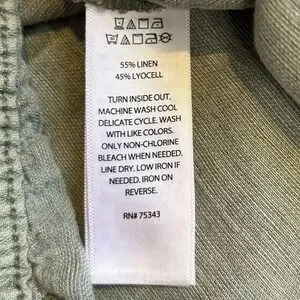 55% LINEN
45% LYOCELL
TURN INSIDE OUT.
MACHINE WASH COOL
DELICATE CYCLE. WASH
WITH LIKE COLORS.
ONLY NON-CHLORINE
BLEACH WHEN NEEDED.
LINE DRY. LOW IRON IF
NEEDED. IRON ON
REVERSE.
RN# 75343